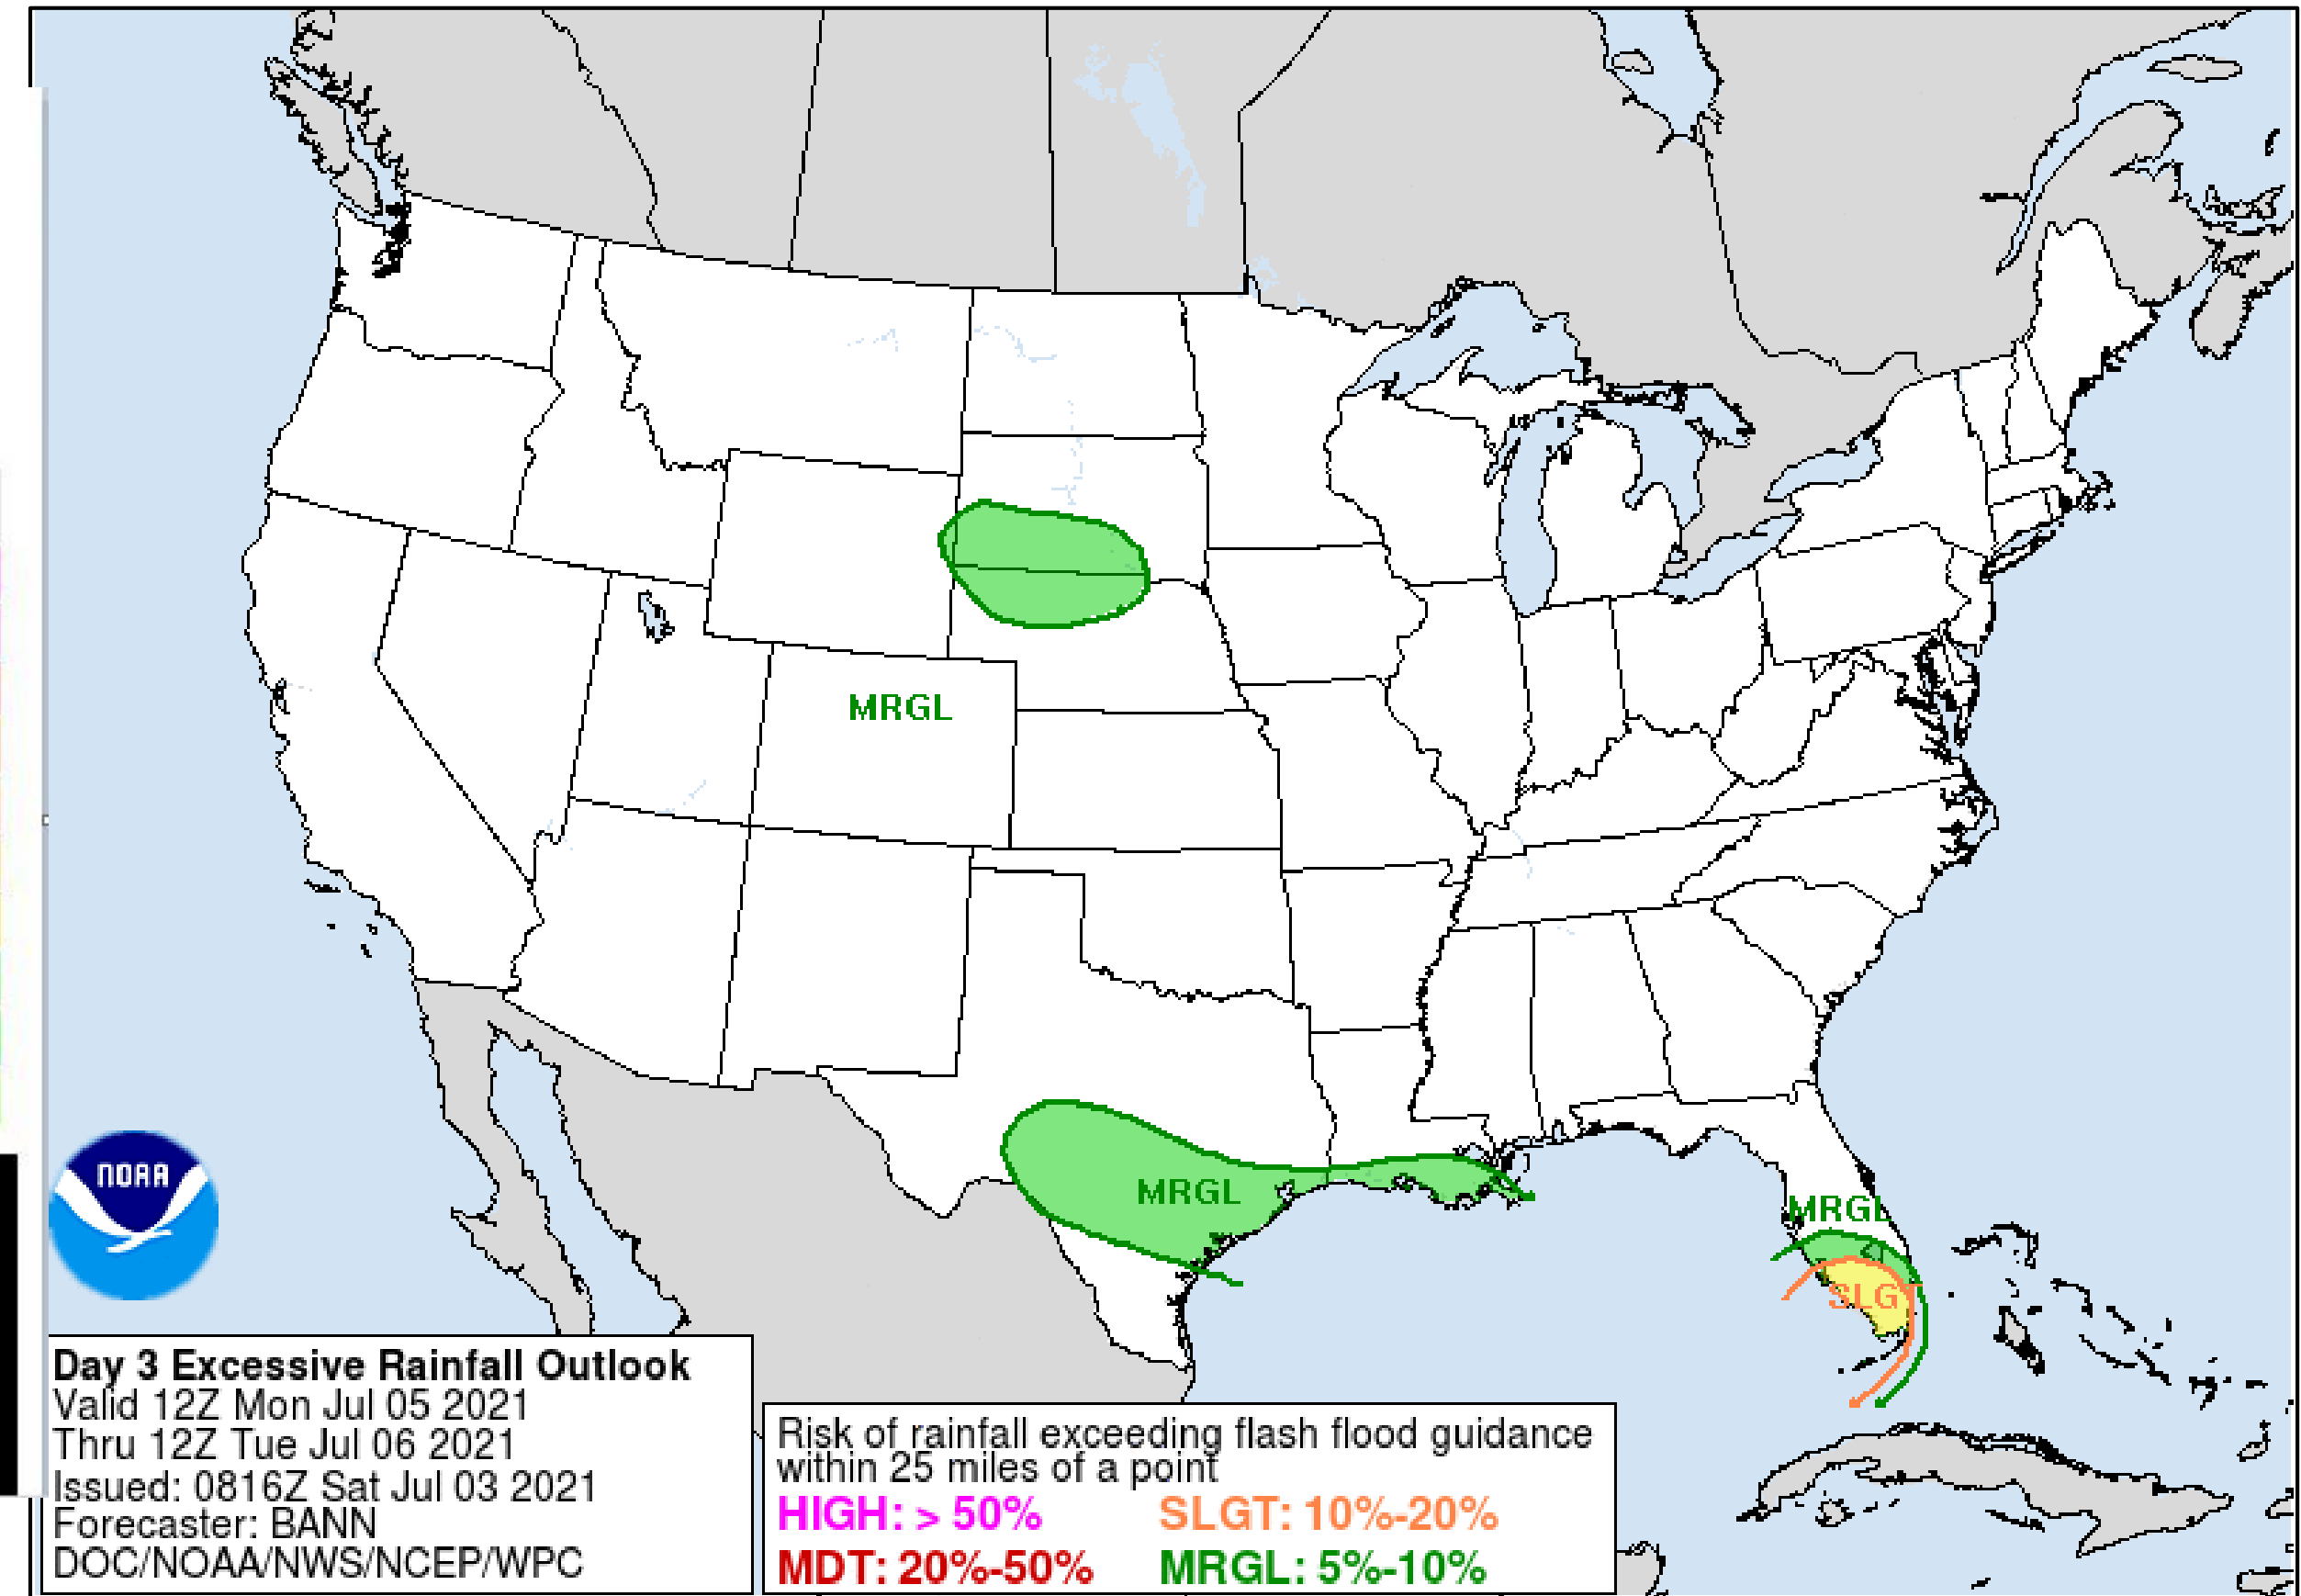 MRGL
MRGL
MRGL
SLGT
NOAA
Day 3 Excessive Rainfall Outlook
Valid 12Z Mon Jul 05 2021
Thru 12Z Tue Jul 06 2021
Issued: 0816Z Sat Jul 03 2021
Forecaster: BANN
DOC/NOAA/NWS/NCEP/WPC
Risk of rainfall exceeding flash flood guidance
within 25 miles of a point
HIGH: > 50% SLGT: 10%-20%
MDT: 20%-50% MRGL: 5%-10%